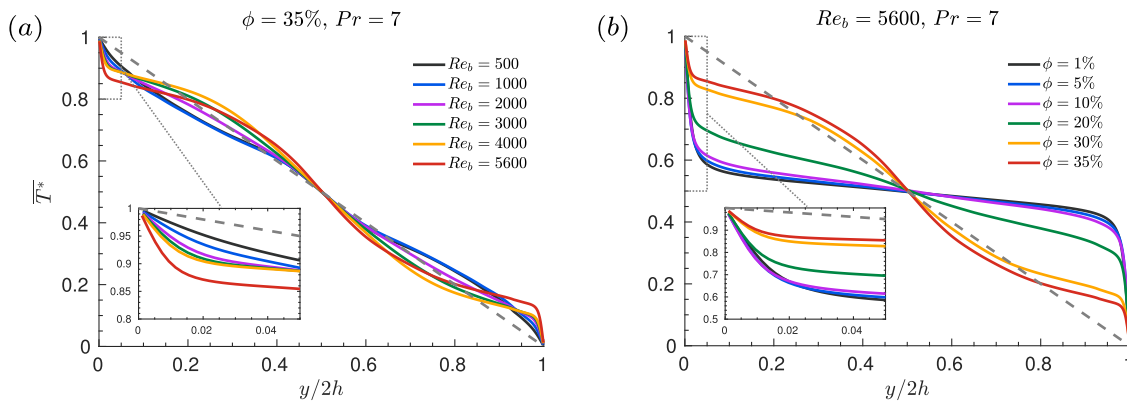 (a)
ϕ = 35%, Pr = 7
1
0.8
0.6
0.4
0.2
0
T*
Re_b = 500
Re_b = 1000
Re_b = 2000
Re_b = 3000
Re_b = 4000
Re_b = 5600
1
0.95
0.9
0.85
0.8
0 0.02 0.04
0 0.2 0.4 0.6 0.8 1
y/2h
(b)
Re_b = 5600, Pr = 7
1
0.8
0.6
0.4
0.2
0
ϕ = 1%
ϕ = 5%
ϕ = 10%
ϕ = 20%
ϕ = 30%
ϕ = 35%
1
0.9
0.8
0.7
0.6
0.5
0 0.02 0.04
0 0.2 0.4 0.6 0.8 1
y/2h